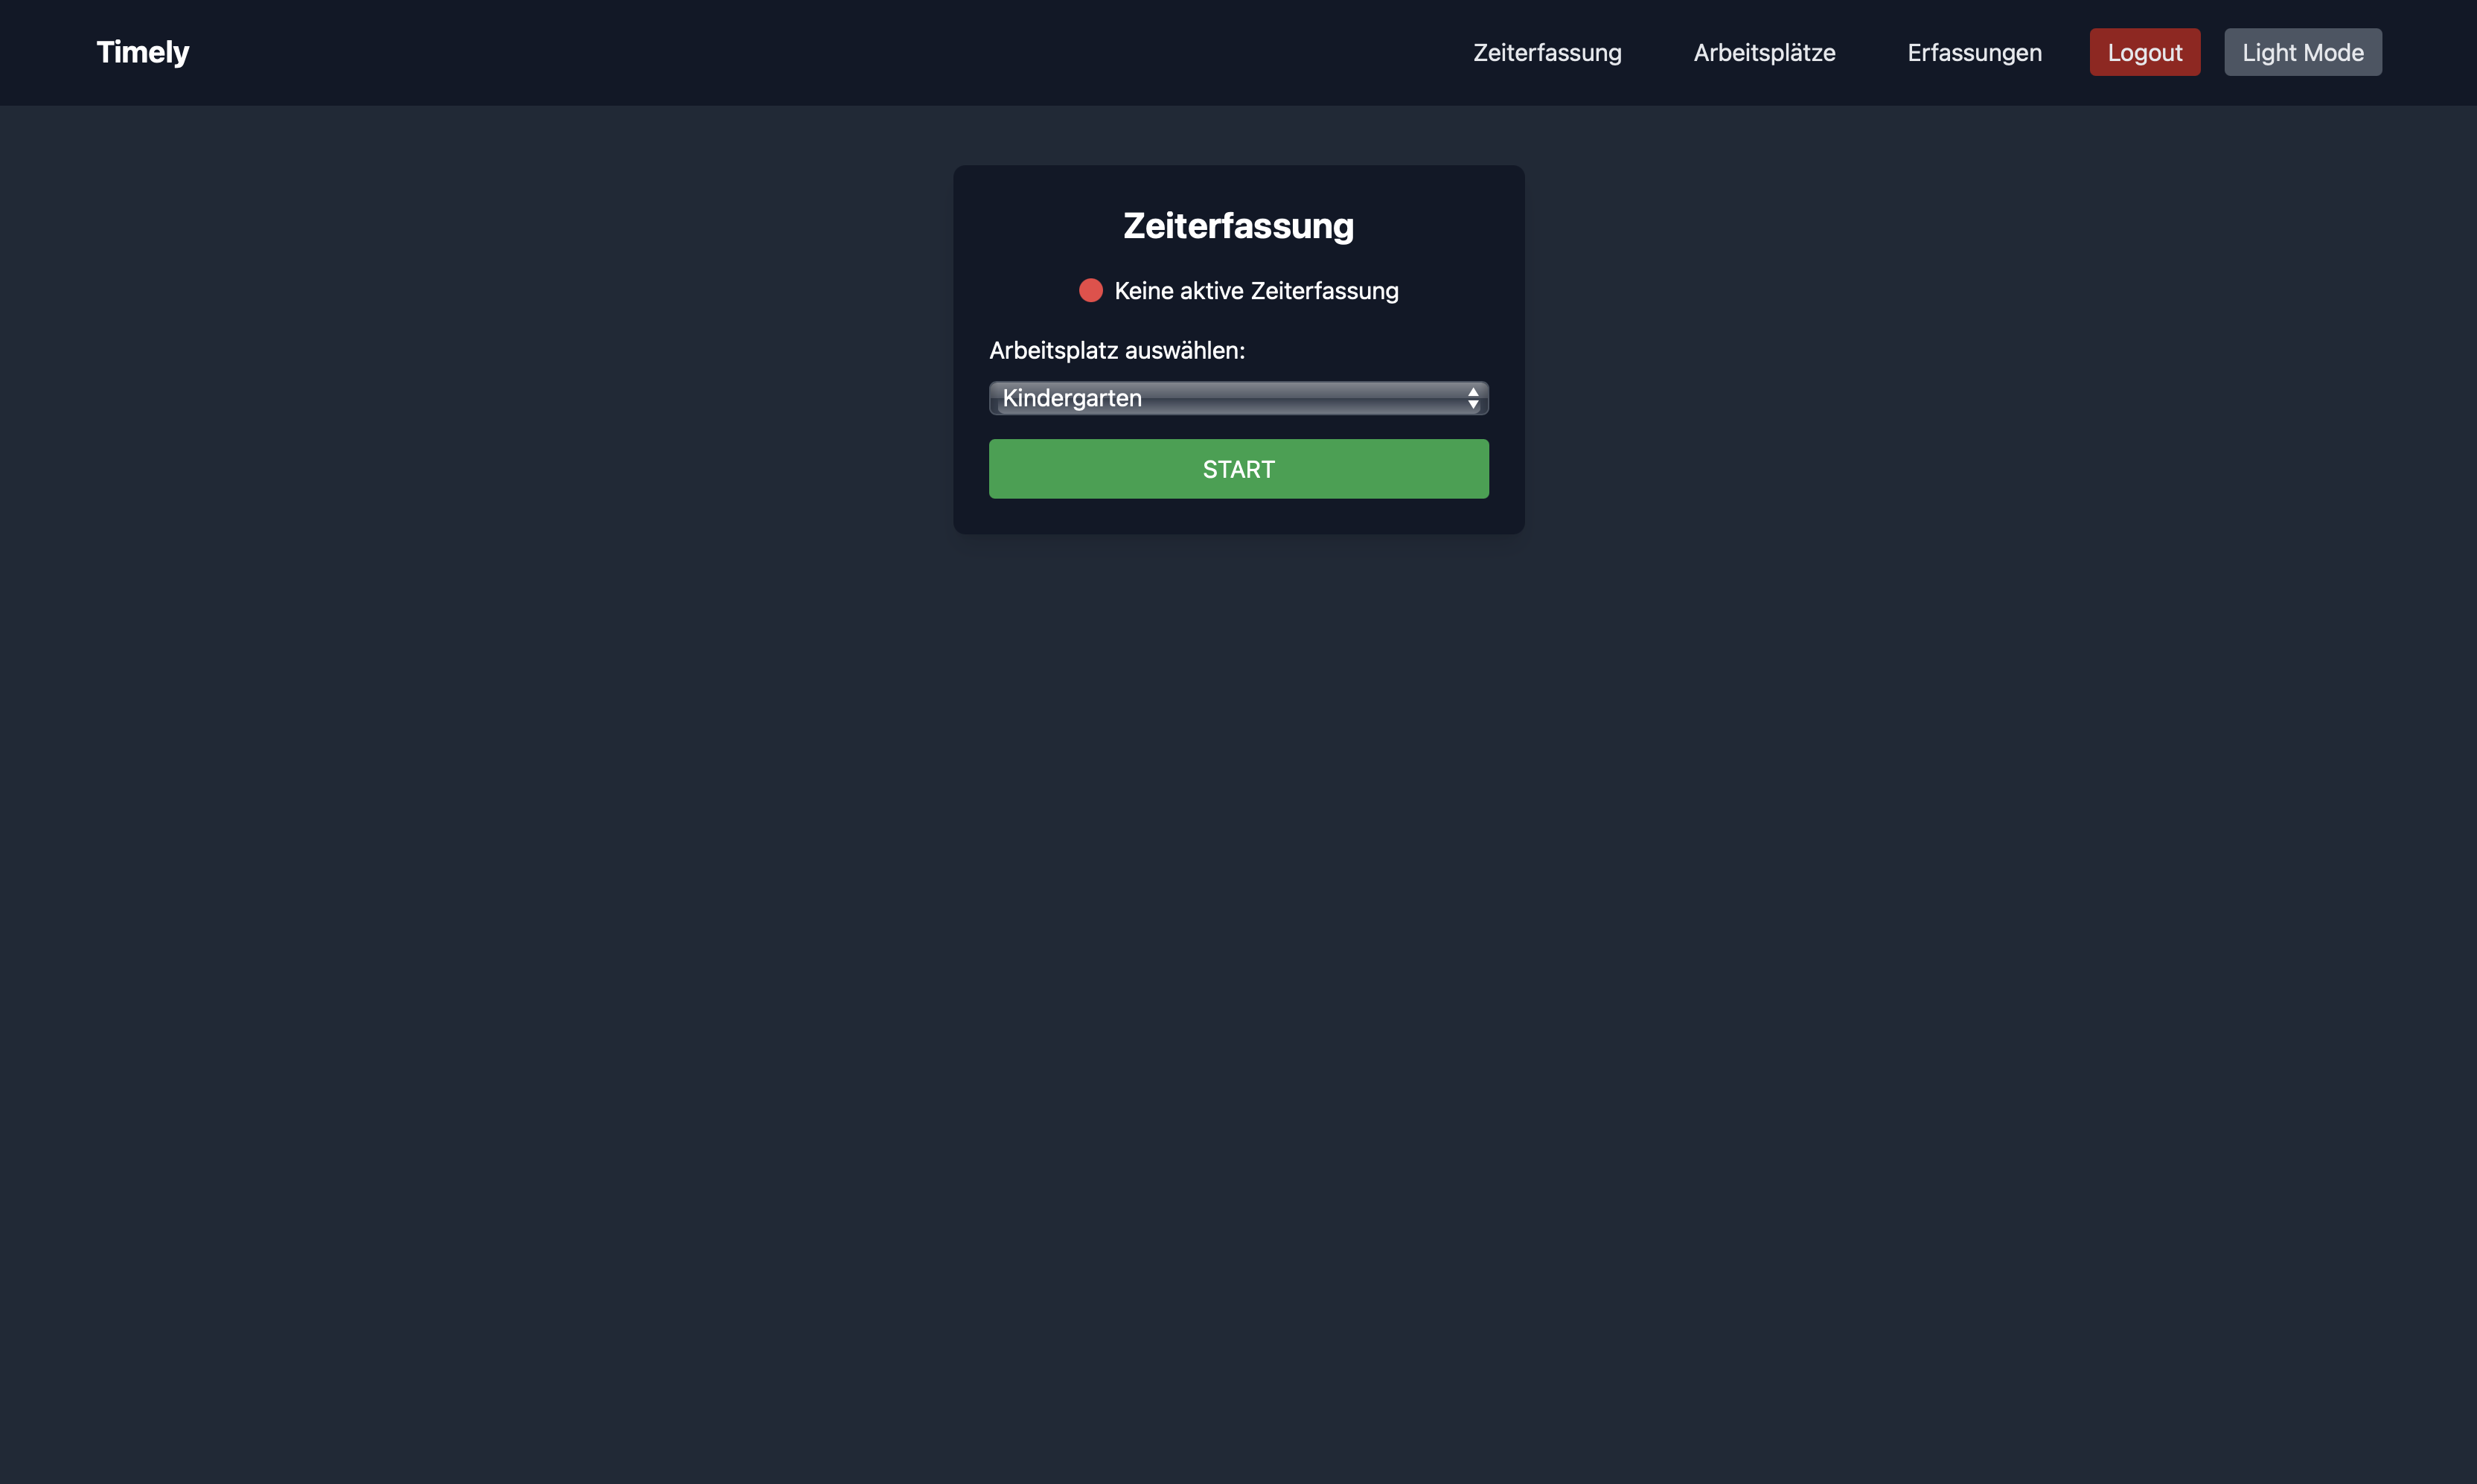 Timely
Zeiterfassung
Arbeitsplätze
Erfassungen
Logout
Light Mode
Zeiterfassung
Keine aktive Zeiterfassung
Arbeitsplatz auswählen:
Kindergarten
START